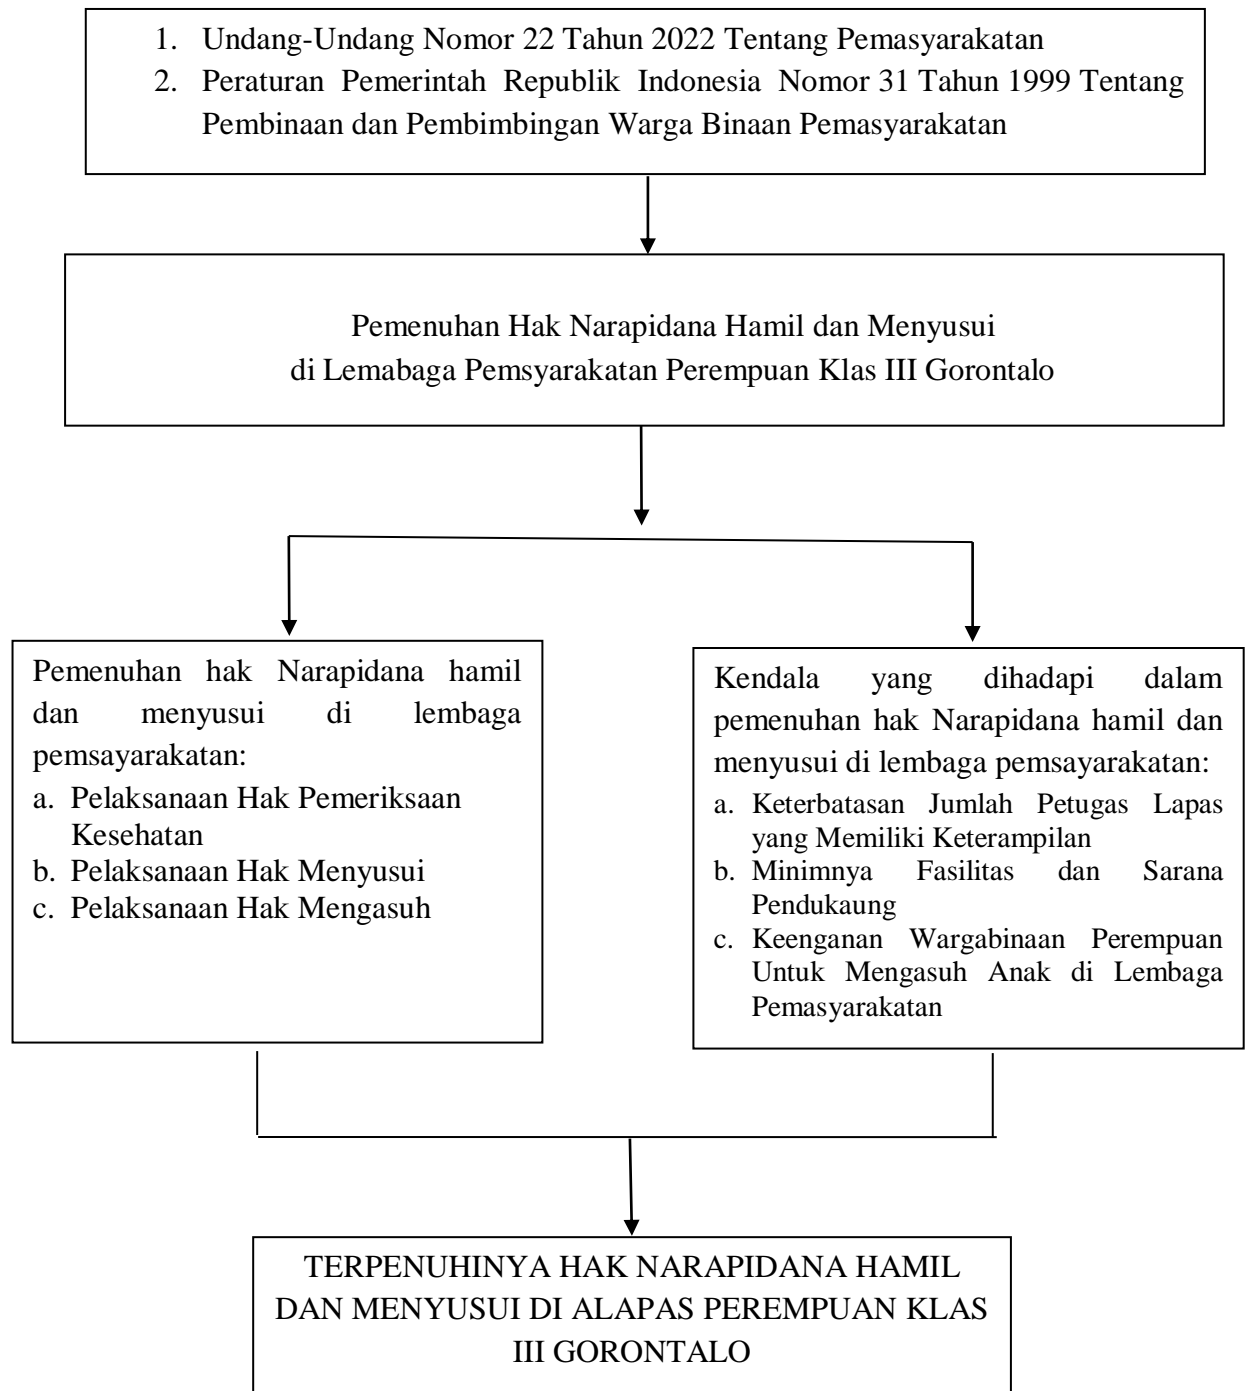 1. Undang-Undang Nomor 22 Tahun 2022 Tentang Pemasyarakatan
2. Peraturan Pemerintah Republik Indonesia Nomor 31 Tahun 1999 Tentang
Pembinaan dan Pembimbingan Warga Binaan Pemasyarakatan
Pemenuhan Hak Narapidana Hamil dan Menyusui
di Lemabaga Pemsyarakatan Perempuan Klas III Gorontalo
Pemenuhan hak Narapidana hamil
dan menyusui di lembaga
pemsayarakatan:
a. Pelaksanaan Hak Pemeriksaan
Kesehatan
b. Pelaksanaan Hak Menyusui
c. Pelaksanaan Hak Mengasuh
Kendala yang dihadapi dalam
pemenuhan hak Narapidana hamil dan
menyusui di lembaga pemsayarakatan:
a. Keterbatasan Jumlah Petugas Lapas
yang Memiliki Keterampilan
b. Minimnya Fasilitas dan Sarana
Pendukaung
c. Keenganan Wargabinaan Perempuan
Untuk Mengasuh Anak di Lembaga
Pemasyarakatan
TERPENUHINYA HAK NARAPIDANA HAMIL
DAN MENYUSUI DI ALAPAS PEREMPUAN KLAS
III GORONTALO